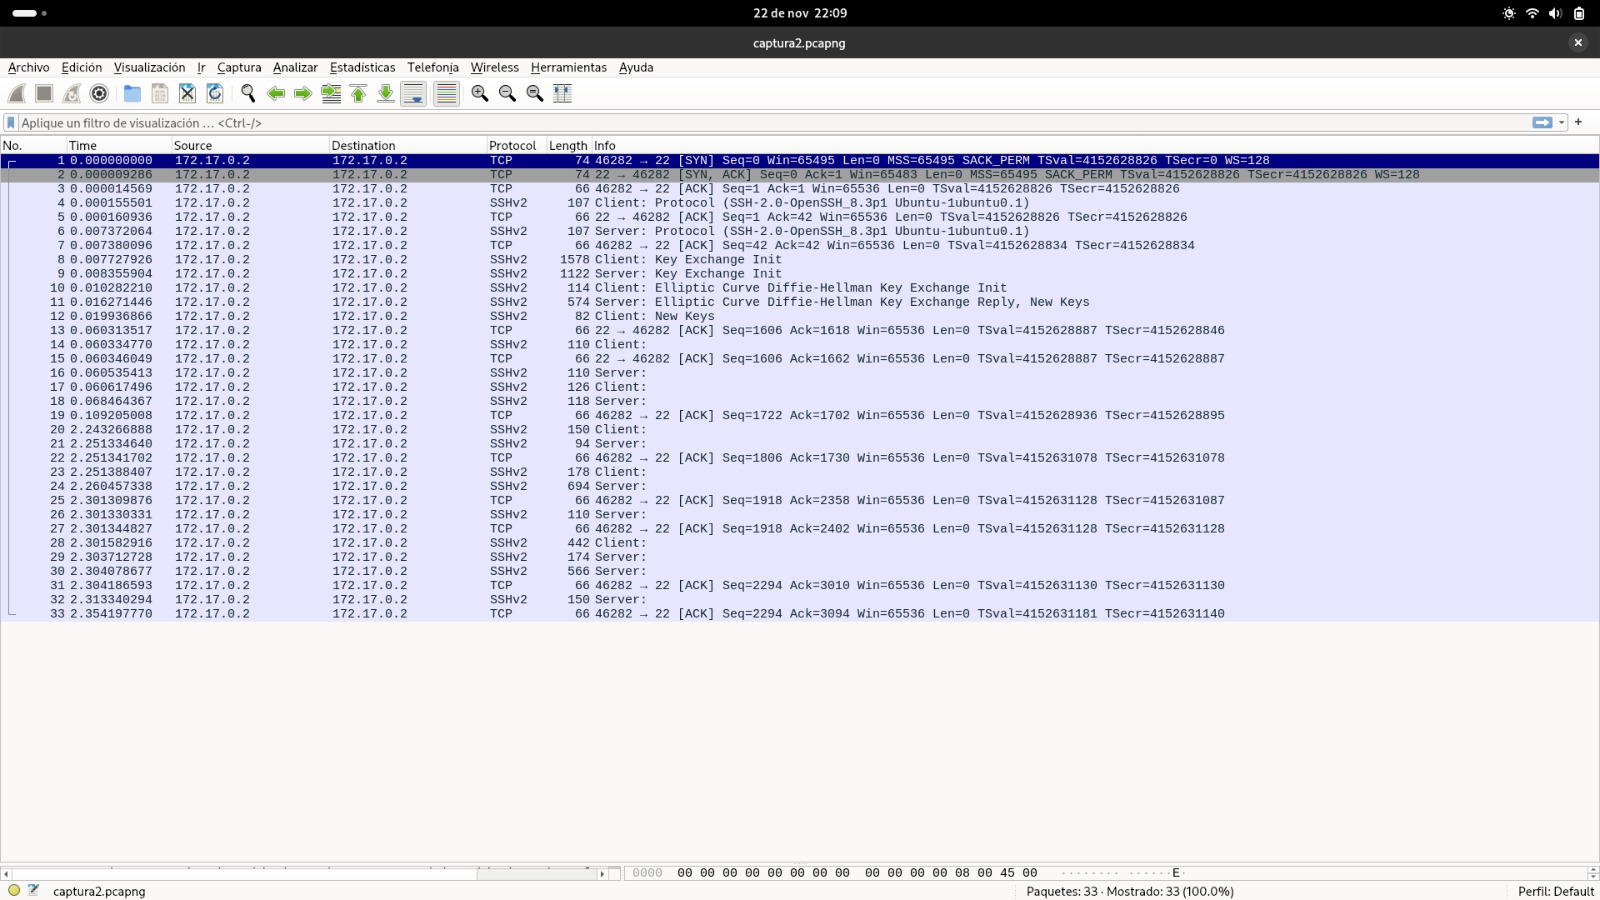 22 de nov 22:09
captura2.pcapng
Archivo Edición Visualización Ir Captura Analizar Estadísticas Telefonía Wireless Herramientas Ayuda
Aplique un filtro de visualización ... <Ctrl-/>
No. Time Source Destination Protocol Length Info
1 0.000000000 172.17.0.2 172.17.0.2 TCP 74 46282 → 22 [SYN] Seq=0 Win=65495 Len=0 MSS=65495 SACK_PERM TSval=4152628826 TSecr=0 WS=128
2 0.000009286 172.17.0.2 172.17.0.2 TCP 74 22 → 46282 [SYN, ACK] Seq=0 Ack=1 Win=65483 Len=0 MSS=65495 SACK_PERM TSval=4152628826 TSecr=4152628826 WS=128
3 0.000014569 172.17.0.2 172.17.0.2 TCP 66 46282 → 22 [ACK] Seq=1 Ack=1 Win=65536 Len=0 TSval=4152628826 TSecr=4152628826
4 0.000155501 172.17.0.2 172.17.0.2 SSHv2 107 Client: Protocol (SSH-2.0-OpenSSH_8.3p1 Ubuntu-1ubuntu0.1)
5 0.000160936 172.17.0.2 172.17.0.2 TCP 66 22 → 46282 [ACK] Seq=1 Ack=42 Win=65536 Len=0 TSval=4152628826 TSecr=4152628826
6 0.007372064 172.17.0.2 172.17.0.2 SSHv2 107 Server: Protocol (SSH-2.0-OpenSSH_8.3p1 Ubuntu-1ubuntu0.1)
7 0.007380096 172.17.0.2 172.17.0.2 TCP 66 46282 → 22 [ACK] Seq=42 Ack=42 Win=65536 Len=0 TSval=4152628834 TSecr=4152628834
8 0.007727926 172.17.0.2 172.17.0.2 SSHv2 1578 Client: Key Exchange Init
9 0.008355904 172.17.0.2 172.17.0.2 SSHv2 1122 Server: Key Exchange Init
10 0.010282210 172.17.0.2 172.17.0.2 SSHv2 114 Client: Elliptic Curve Diffie-Hellman Key Exchange Init
11 0.016271446 172.17.0.2 172.17.0.2 SSHv2 574 Server: Elliptic Curve Diffie-Hellman Key Exchange Reply, New Keys
12 0.019936866 172.17.0.2 172.17.0.2 SSHv2 82 Client: New Keys
13 0.060313517 172.17.0.2 172.17.0.2 TCP 66 22 → 46282 [ACK] Seq=1606 Ack=1618 Win=65536 Len=0 TSval=4152628887 TSecr=4152628846
14 0.060334770 172.17.0.2 172.17.0.2 SSHv2 110 Client:
15 0.060346049 172.17.0.2 172.17.0.2 TCP 66 22 → 46282 [ACK] Seq=1606 Ack=1662 Win=65536 Len=0 TSval=4152628887 TSecr=4152628887
16 0.060535413 172.17.0.2 172.17.0.2 SSHv2 110 Server:
17 0.060617496 172.17.0.2 172.17.0.2 SSHv2 126 Client:
18 0.068464367 172.17.0.2 172.17.0.2 SSHv2 118 Server:
19 0.109205008 172.17.0.2 172.17.0.2 TCP 66 46282 → 22 [ACK] Seq=1722 Ack=1702 Win=65536 Len=0 TSval=4152628936 TSecr=4152628895
20 2.243266888 172.17.0.2 172.17.0.2 SSHv2 150 Client:
21 2.251334640 172.17.0.2 172.17.0.2 SSHv2 94 Server:
22 2.251341702 172.17.0.2 172.17.0.2 TCP 66 46282 → 22 [ACK] Seq=1806 Ack=1730 Win=65536 Len=0 TSval=4152631078 TSecr=4152631078
23 2.251388407 172.17.0.2 172.17.0.2 SSHv2 178 Client:
24 2.260457338 172.17.0.2 172.17.0.2 SSHv2 694 Server:
25 2.301309876 172.17.0.2 172.17.0.2 TCP 66 46282 → 22 [ACK] Seq=1918 Ack=2358 Win=65536 Len=0 TSval=4152631128 TSecr=4152631087
26 2.301330331 172.17.0.2 172.17.0.2 SSHv2 110 Server:
27 2.301344827 172.17.0.2 172.17.0.2 TCP 66 46282 → 22 [ACK] Seq=1918 Ack=2402 Win=65536 Len=0 TSval=4152631128 TSecr=4152631128
28 2.301582916 172.17.0.2 172.17.0.2 SSHv2 442 Client:
29 2.303712728 172.17.0.2 172.17.0.2 SSHv2 174 Server:
30 2.304078677 172.17.0.2 172.17.0.2 SSHv2 566 Server:
31 2.304186593 172.17.0.2 172.17.0.2 TCP 66 46282 → 22 [ACK] Seq=2294 Ack=3010 Win=65536 Len=0 TSval=4152631130 TSecr=4152631130
32 2.313340294 172.17.0.2 172.17.0.2 SSHv2 150 Server:
33 2.354197770 172.17.0.2 172.17.0.2 TCP 66 46282 → 22 [ACK] Seq=2294 Ack=3094 Win=65536 Len=0 TSval=4152631181 TSecr=4152631140
0000 00 00 00 00 00 00 00 00 00 00 00 00 08 00 45 00 ········ ······E·
captura2.pcapng Paquetes: 33 · Mostrado: 33 (100.0%) Perfil: Default